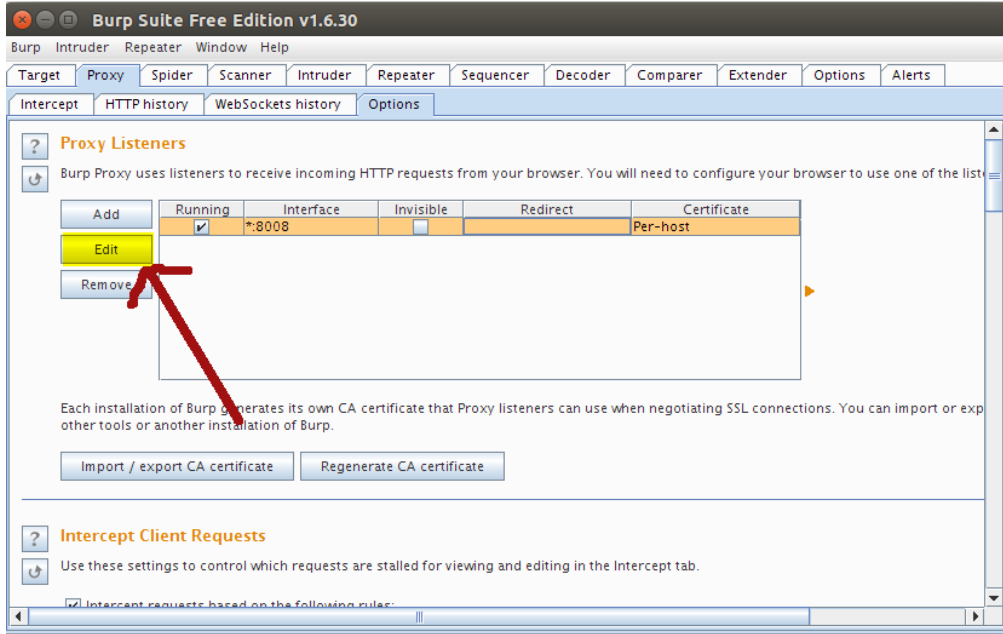 Burp Suite Free Edition v1.6.30
Burp Intruder Repeater Window Help
Target Proxy Spider Scanner Intruder Repeater Sequencer Decoder Comparer Extender Options Alerts
Intercept HTTP history WebSockets history Options
? Proxy Listeners
Burp Proxy uses listeners to receive incoming HTTP requests from your browser. You will need to configure your browser to use one of the liste
Add Running Interface Invisible Redirect Certificate
*:8008 Per-host
Edit
Remove
Each installation of Burp generates its own CA certificate that Proxy listeners can use when negotiating SSL connections. You can import or exp
other tools or another installation of Burp.
Import / export CA certificate Regenerate CA certificate
? Intercept Client Requests
Use these settings to control which requests are stalled for viewing and editing in the Intercept tab.
Intercept requests based on the following rules: